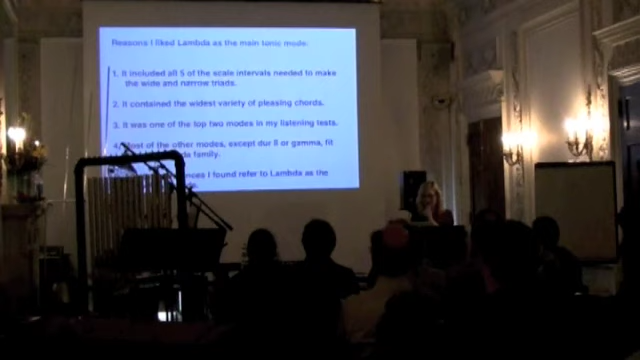 Reasons I liked Lambda as the main tonic mode:
1. It included all 5 of the scale intervals needed to make
the wide and narrow triads.
2. It contained the widest variety of pleasing chords.
3. It was one of the top two modes in my listening tests.
4. Most of the other modes, except dur II or gamma, fit
family.
I found refer to Lambda as the